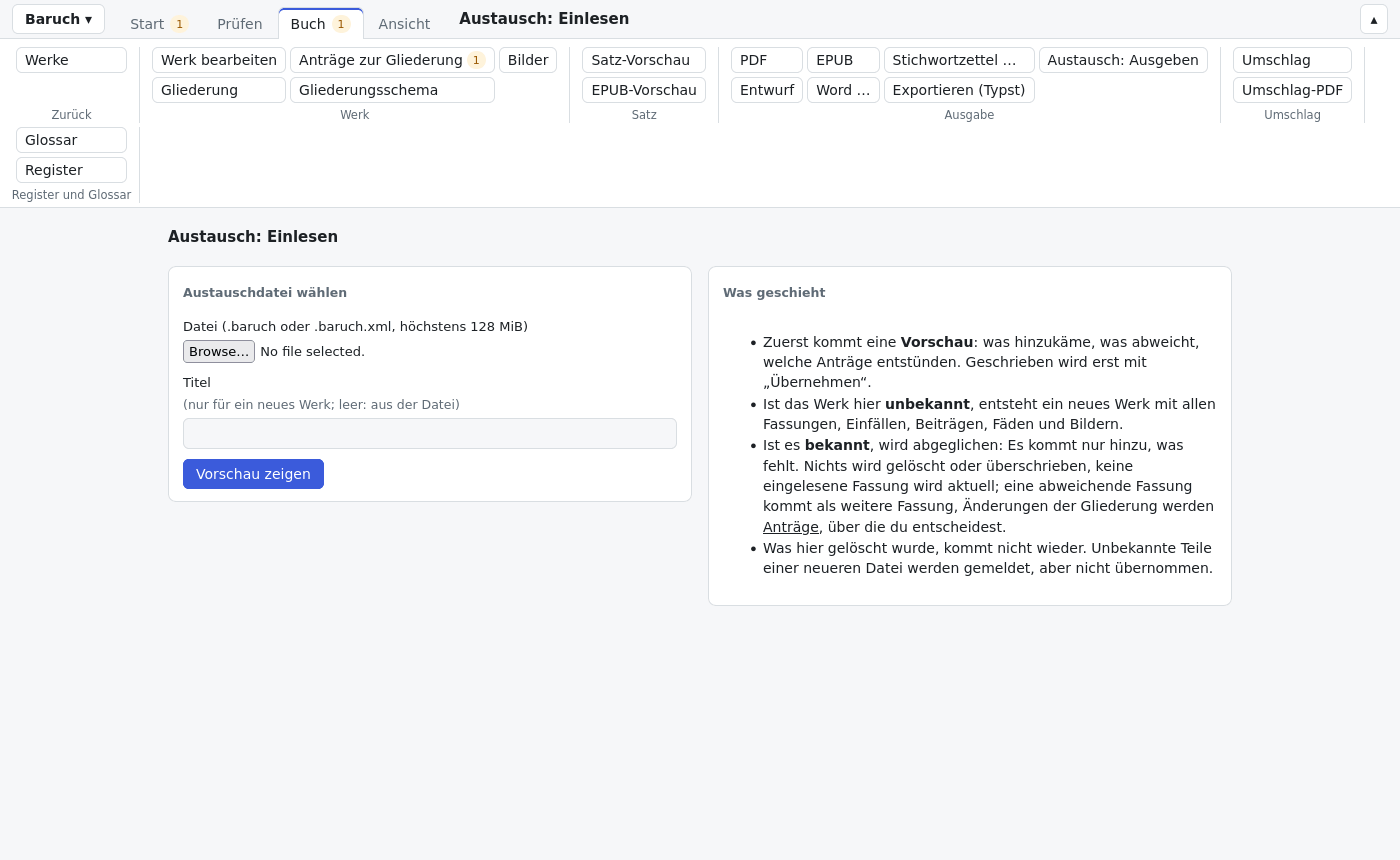 Baruch ▾ Start 1 Prüfen Buch 1 Ansicht Austausch: Einlesen ▴
Werke Werk bearbeiten Anträge zur Gliederung 1 Bilder Satz-Vorschau PDF EPUB Stichwortzettel … Austausch: Ausgeben Umschlag
Gliederung Gliederungsschema EPUB-Vorschau Entwurf Word … Exportieren (Typst) Umschlag-PDF
Zurück Werk Satz Ausgabe Umschlag
Glossar
Register
Register und Glossar
Austausch: Einlesen
Austauschdatei wählen
Datei (.baruch oder .baruch.xml, höchstens 128 MiB)
Browse… No file selected.
Titel
(nur für ein neues Werk; leer: aus der Datei)
Vorschau zeigen
Was geschieht
• Zuerst kommt eine Vorschau: was hinzukäme, was abweicht,
welche Anträge entstünden. Geschrieben wird erst mit
„Übernehmen“.
• Ist das Werk hier unbekannt, entsteht ein neues Werk mit allen
Fassungen, Einfällen, Beiträgen, Fäden und Bildern.
• Ist es bekannt, wird abgeglichen: Es kommt nur hinzu, was
fehlt. Nichts wird gelöscht oder überschrieben, keine
eingelesene Fassung wird aktuell; eine abweichende Fassung
kommt als weitere Fassung, Änderungen der Gliederung werden
Anträge, über die du entscheidest.
• Was hier gelöscht wurde, kommt nicht wieder. Unbekannte Teile
einer neueren Datei werden gemeldet, aber nicht übernommen.